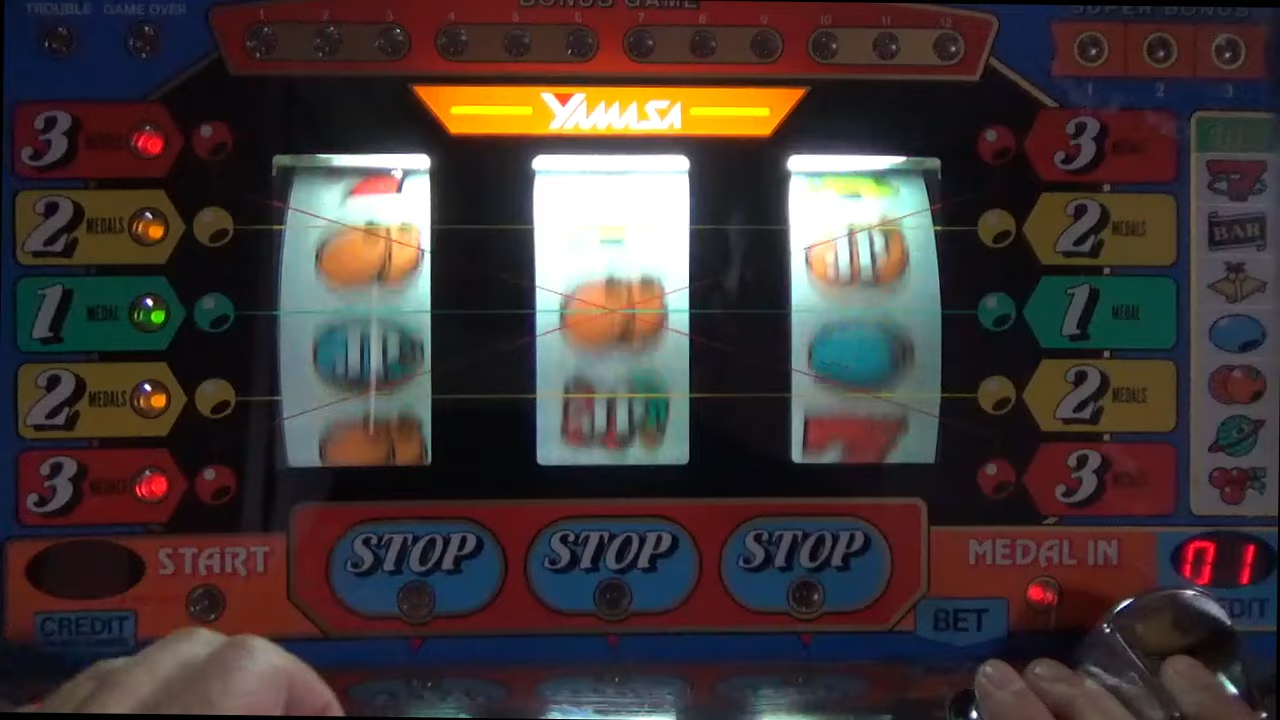 TROUBLE GAME OVER
BONUS GAME
SUPER BONUS
1 2 3 4 5 6 7 8 9 10 11 12
1 2 3
YAMASA
3 MEDALS
3
2 MEDALS
2 MEDALS
BAR
1 MEDAL
1 MEDAL
2 MEDALS
2 MEDALS
3
3
START
STOP
STOP
STOP
MEDAL IN
01
CREDIT
BET